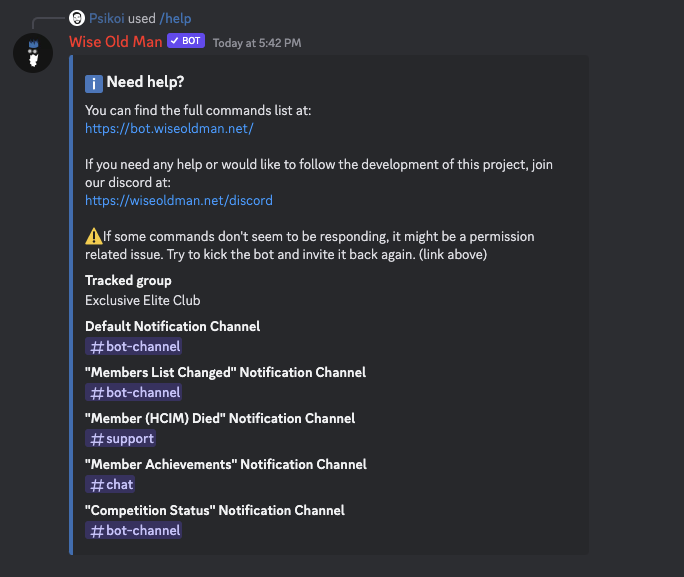 Psikoi used /help
Wise Old Man ✓ BOT Today at 5:42 PM
i Need help?
You can find the full commands list at:
https://bot.wiseoldman.net/
If you need any help or would like to follow the development of this project, join
our discord at:
https://wiseoldman.net/discord
⚠️If some commands don't seem to be responding, it might be a permission
related issue. Try to kick the bot and invite it back again. (link above)
Tracked group
Exclusive Elite Club
Default Notification Channel
#bot-channel
"Members List Changed" Notification Channel
#bot-channel
"Member (HCIM) Died" Notification Channel
#support
"Member Achievements" Notification Channel
#chat
"Competition Status" Notification Channel
#bot-channel